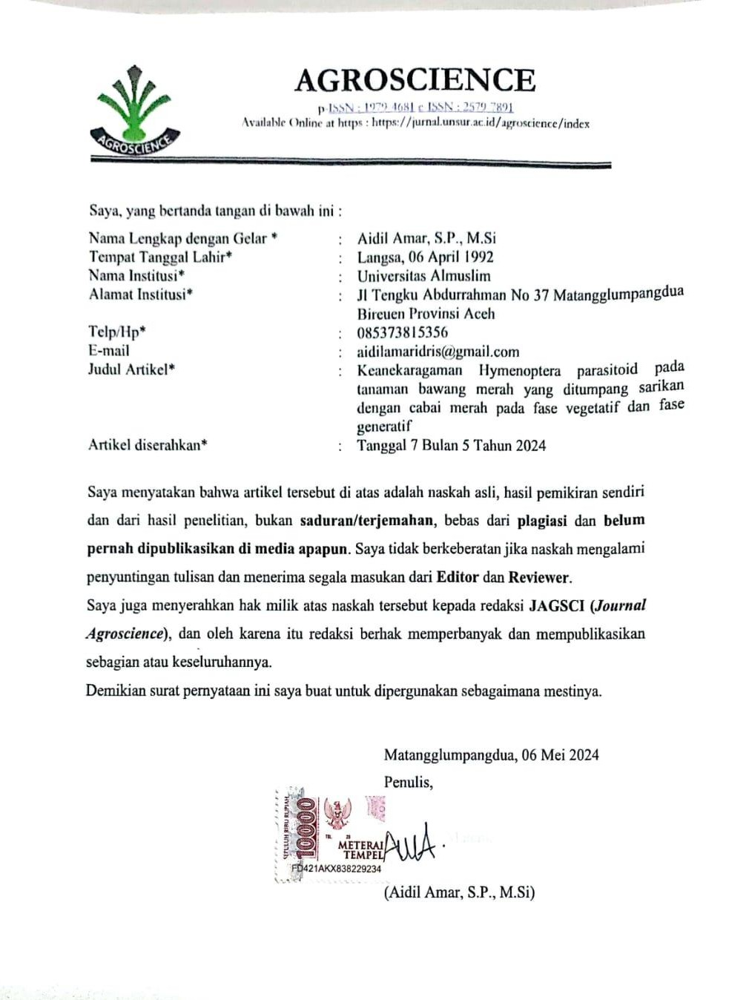 AGROSCIENCE
p-ISSN : 1979 4681 e ISSN : 2579 7891
Available Online at https : https://jurnal.unsur.ac.id/agroscience/index
AGROSCIENCE
Saya, yang bertanda tangan di bawah ini :
Nama Lengkap dengan Gelar * : Aidil Amar, S.P., M.Si
Tempat Tanggal Lahir* : Langsa, 06 April 1992
Nama Institusi* : Universitas Almuslim
Alamat Institusi* : Jl Tengku Abdurrahman No 37 Matangglumpangdua
Bireuen Provinsi Aceh
Telp/Hp* : 085373815356
E-mail : aidilamaridris@gmail.com
Judul Artikel* : Keanekaragaman Hymenoptera parasitoid pada
tanaman bawang merah yang ditumpang sarikan
dengan cabai merah pada fase vegetatif dan fase
generatif
Artikel diserahkan* : Tanggal 7 Bulan 5 Tahun 2024
Saya menyatakan bahwa artikel tersebut di atas adalah naskah asli, hasil pemikiran sendiri
dan dari hasil penelitian, bukan saduran/terjemahan, bebas dari plagiasi dan belum
pernah dipublikasikan di media apapun. Saya tidak berkeberatan jika naskah mengalami
penyuntingan tulisan dan menerima segala masukan dari Editor dan Reviewer.
Saya juga menyerahkan hak milik atas naskah tersebut kepada redaksi JAGSCI (Journal
Agroscience), dan oleh karena itu redaksi berhak memperbanyak dan mempublikasikan
sebagian atau keseluruhannya.
Demikian surat pernyataan ini saya buat untuk dipergunakan sebagaimana mestinya.
Matangglumpangdua, 06 Mei 2024
Penulis,
SEPULUH RIBU RUPIAH
10000
TGL. 20
METERAI
TEMPEL
FD421AKX838229234
(Aidil Amar, S.P., M.Si)